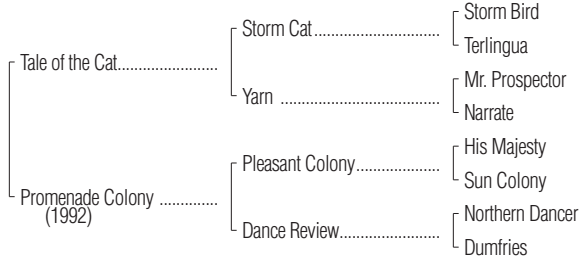 Storm Bird
Storm Cat........................................
Terlingua
Tale of the Cat........................
Mr. Prospector
Yarn ..................................................
Narrate
His Majesty
Pleasant Colony..........................
Sun Colony
Promenade Colony ..............
(1992)
Northern Dancer
Dance Review...............................
Dumfries